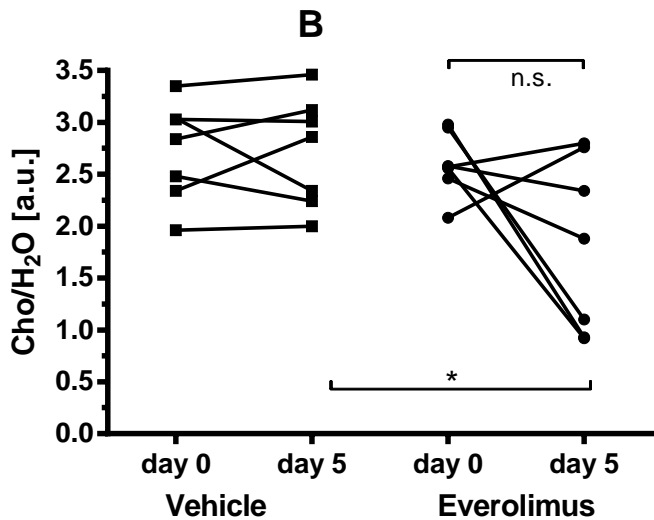 B
Cho/H₂O [a.u.]
3.5
3.0
2.5
2.0
1.5
1.0
0.5
0.0
n.s.
*
day 0 day 5 day 0 day 5
Vehicle Everolimus